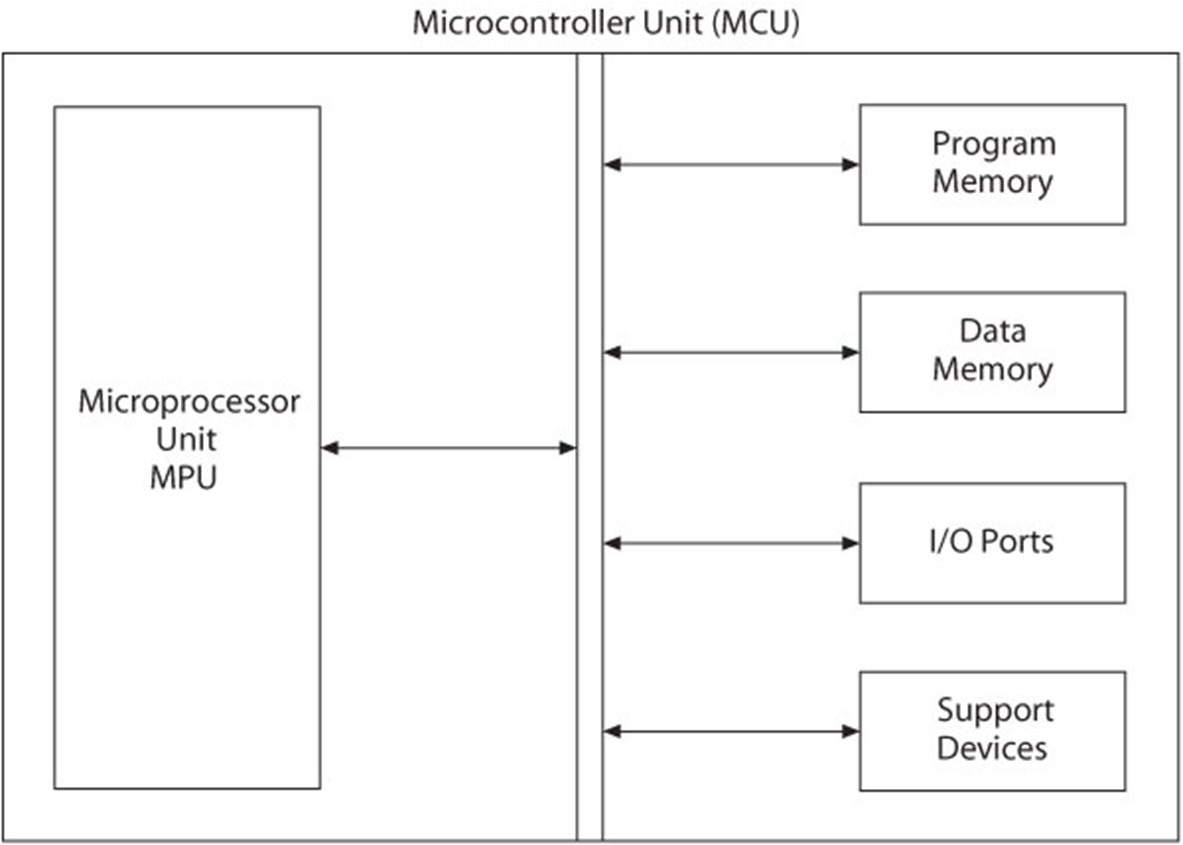 Microcontroller Unit (MCU)
Microprocessor
Unit
MPU
Program
Memory
Data
Memory
I/O Ports
Support
Devices